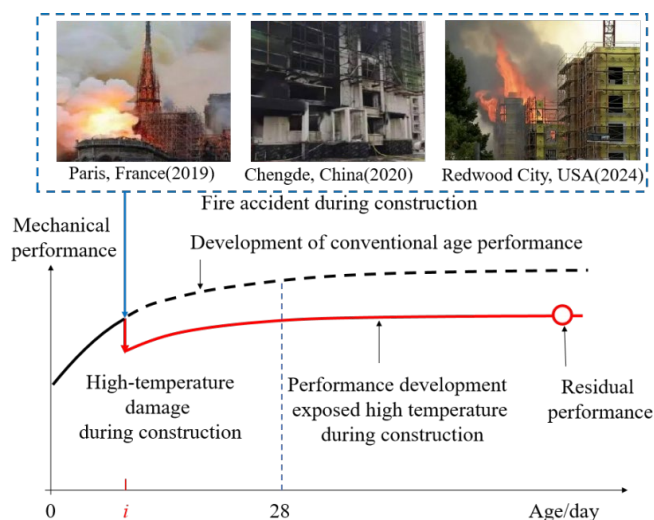 Paris, France(2019)
Chengde, China(2020)
Redwood City, USA(2024)
Fire accident during construction
Mechanical
performance
Development of conventional age performance
High-temperature
damage
during construction
Performance development
exposed high temperature
during construction
Residual
performance
0
i
28
Age/day